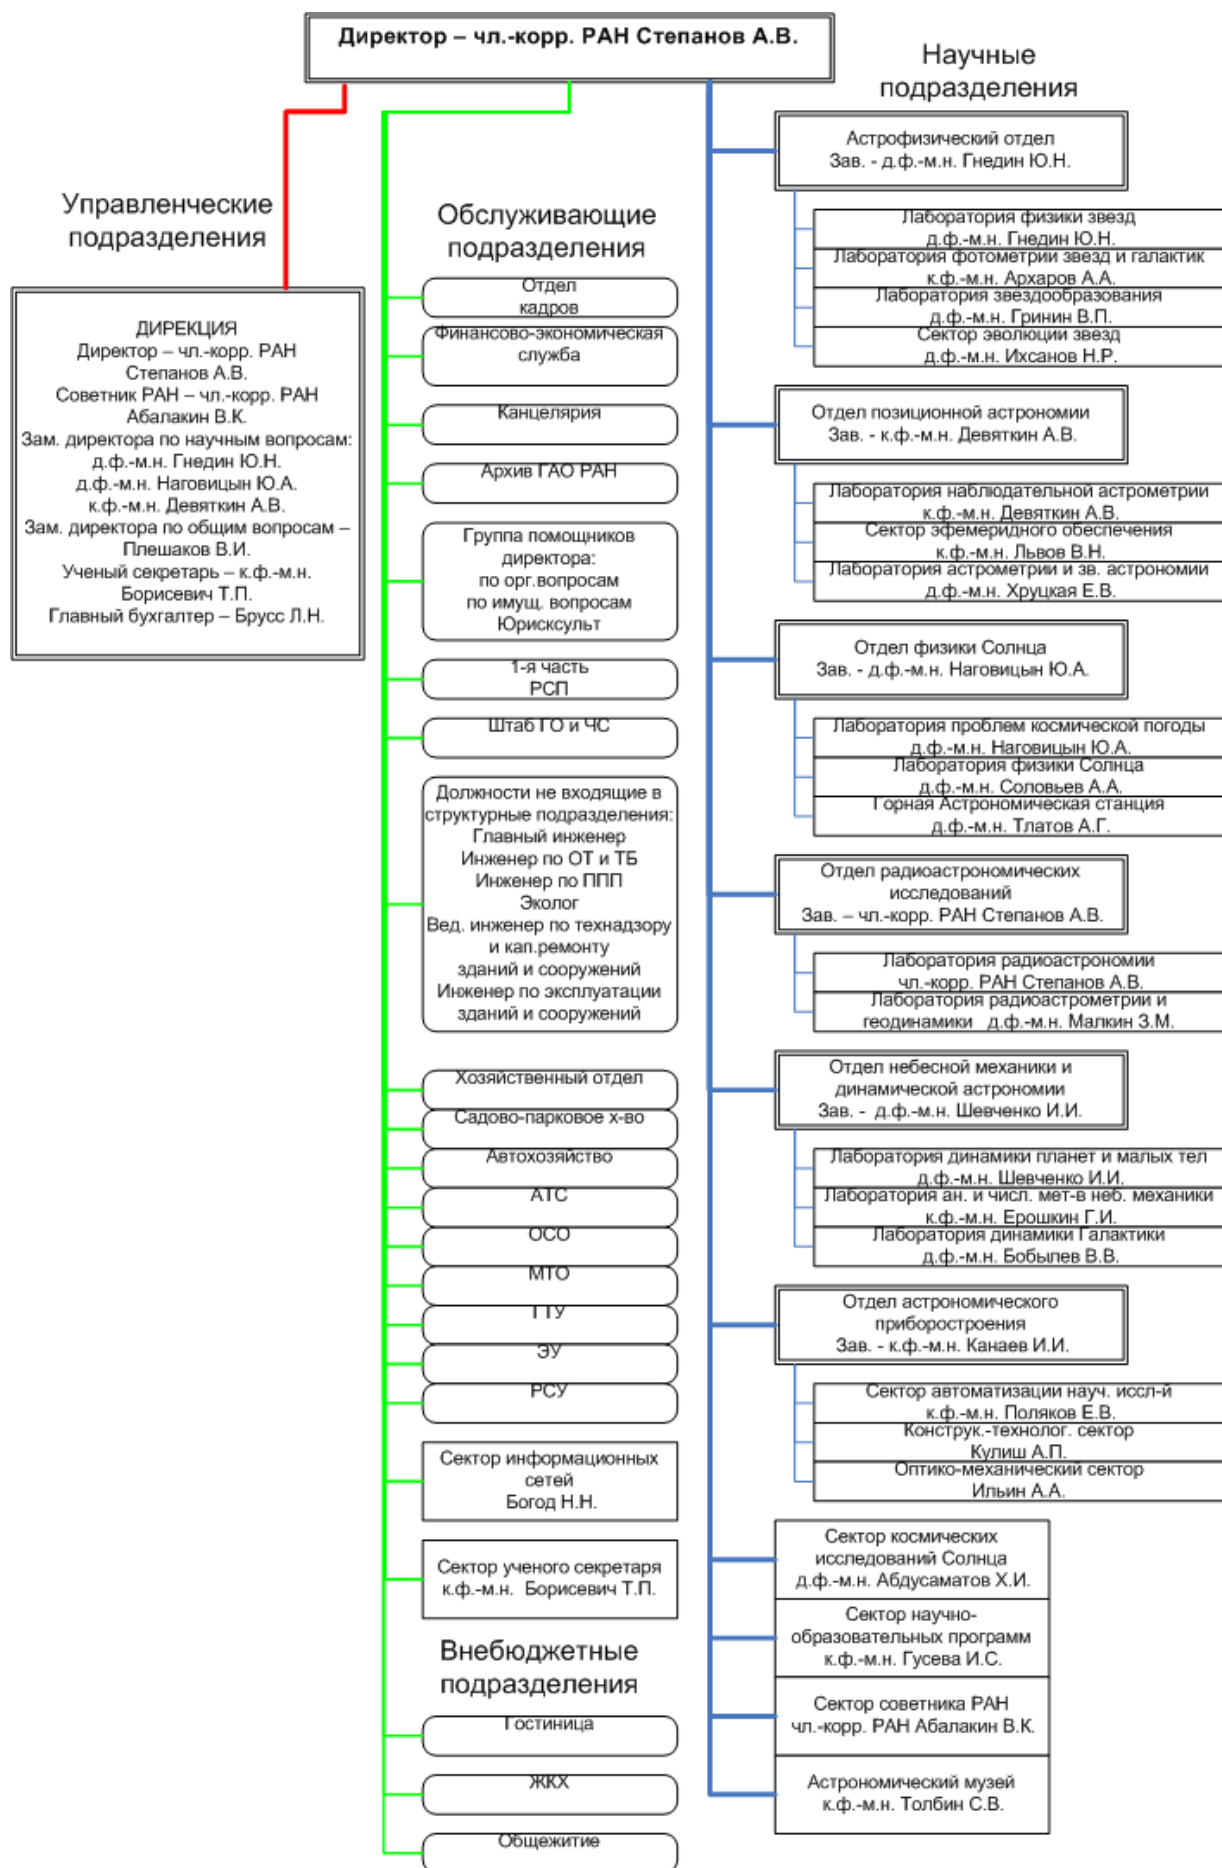 Директор – чл.-корр. РАН Степанов А.В.
Управленческие
подразделения
ДИРЕКЦИЯ
Директор – чл.-корр. РАН
Степанов А.В.
Советник РАН – чл.-корр. РАН
Абалакин В.К.
Зам. директора по научным вопросам:
д.ф.-м.н. Гнедин Ю.Н.
д.ф.-м.н. Наговицын Ю.А.
к.ф.-м.н. Девяткин А.В.
Зам. директора по общим вопросам –
Плешаков В.И.
Ученый секретарь – к.ф.-м.н.
Борисевич Т.П.
Главный бухгалтер – Брусс Л.Н.
Обслуживающие
подразделения
Отдел
кадров
Финансово-экономическая
служба
Канцелярия
Архив ГАО РАН
Группа помощников
директора:
по орг.вопросам
по имущ. вопросам
Юрисксульт
1-я часть
РСП
Штаб ГО и ЧС
Должности не входящие в
структурные подразделения:
Главный инженер
Инженер по ОТ и ТБ
Инженер по ППП
Эколог
Вед. инженер по технадзору
и кап.ремонту
зданий и сооружений
Инженер по эксплуатации
зданий и сооружений
Хозяйственный отдел
Садово-парковое х-во
Автохозяйство
АТС
ОСО
МТО
ТТУ
ЭУ
РСУ
Сектор информационных
сетей
Богод Н.Н.
Сектор ученого секретаря
к.ф.-м.н. Борисевич Т.П.
Внебюджетные
подразделения
Гостиница
ЖКХ
Общежитие
Научные
подразделения
Астрофизический отдел
Зав. - д.ф.-м.н. Гнедин Ю.Н.
Лаборатория физики звезд
д.ф.-м.н. Гнедин Ю.Н.
Лаборатория фотометрии звезд и галактик
к.ф.-м.н. Архаров А.А.
Лаборатория звездообразования
д.ф.-м.н. Гринин В.П.
Сектор эволюции звезд
д.ф.-м.н. Ихсанов Н.Р.
Отдел позиционной астрономии
Зав. - к.ф.-м.н. Девяткин А.В.
Лаборатория наблюдательной астрометрии
к.ф.-м.н. Девяткин А.В.
Сектор эфемеридного обеспечения
к.ф.-м.н. Львов В.Н.
Лаборатория астрометрии и зв. астрономии
д.ф.-м.н. Хруцкая Е.В.
Отдел физики Солнца
Зав. - д.ф.-м.н. Наговицын Ю.А.
Лаборатория проблем космической погоды
д.ф.-м.н. Наговицын Ю.А.
Лаборатория физики Солнца
д.ф.-м.н. Соловьев А.А.
Горная Астрономическая станция
д.ф.-м.н. Тлатов А.Г.
Отдел радиоастрономических
исследований
Зав. – чл.-корр. РАН Степанов А.В.
Лаборатория радиоастрономии
чл.-корр. РАН Степанов А.В.
Лаборатория радиоастрометрии и
геодинамики д.ф.-м.н. Малкин З.М.
Отдел небесной механики и
динамической астрономии
Зав. - д.ф.-м.н. Шевченко И.И.
Лаборатория динамики планет и малых тел
д.ф.-м.н. Шевченко И.И.
Лаборатория ан. и числ. мет-в неб. механики
к.ф.-м.н. Ерошкин Г.И.
Лаборатория динамики Галактики
д.ф.-м.н. Бобылев В.В.
Отдел астрономического
приборостроения
Зав. - к.ф.-м.н. Канаев И.И.
Сектор автоматизации науч. иссл-й
к.ф.-м.н. Поляков Е.В.
Конструк.-технолог. сектор
Кулиш А.П.
Оптико-механический сектор
Ильин А.А.
Сектор космических
исследований Солнца
д.ф.-м.н. Абдусаматов Х.И.
Сектор научно-
образовательных программ
к.ф.-м.н. Гусева И.С.
Сектор советника РАН
чл.-корр. РАН Абалакин В.К.
Астрономический музей
к.ф.-м.н. Толбин С.В.